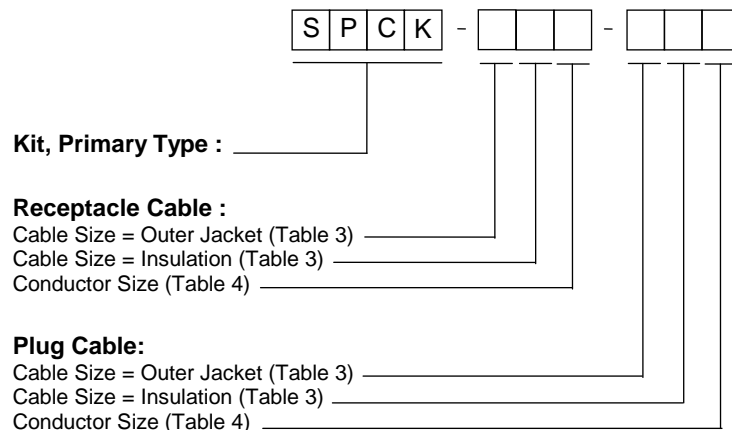 S P C K - -
Kit, Primary Type :
Receptacle Cable :
Cable Size = Outer Jacket (Table 3)
Cable Size = Insulation (Table 3)
Conductor Size (Table 4)
Plug Cable:
Cable Size = Outer Jacket (Table 3)
Cable Size = Insulation (Table 3)
Conductor Size (Table 4)